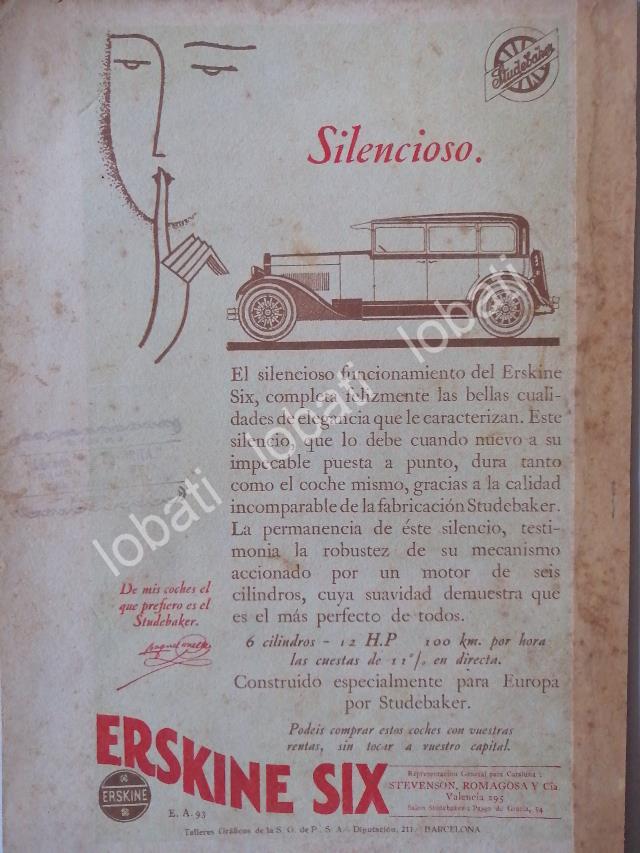 Studebaker
Silencioso.
El silencioso funcionamiento del Erskine
Six, completa felizmente las bellas cuali-
dades de elegancia que le caracterizan. Este
silencio, que lo debe cuando nuevo a su
impecable puesta a punto, dura tanto
como el coche mismo, gracias a la calidad
incomparable de la fabricación Studebaker.
La permanencia de éste silencio, testi-
monia la robustez de su mecanismo
accionado por un motor de seis
cilindros, cuya suavidad demuestra que
es el más perfecto de todos.
De mis coches el
que prefiero es el
Studebaker.
6 cilindros - 12 H.P 100 km. por hora
las cuestas de 11% en directa.
Construido especialmente para Europa
por Studebaker.
Podeis comprar estos coches con vuestras
rentas, sin tocar a vuestro capital.
ERSKINE SIX
ERSKINE
E. A. 93
Representación General para Cataluña:
STEVENSON, ROMAGOSA Y Cía
Valencia 295
Salón Studebaker: Paseo de Gracia, 54
Talleres Gráficos de la S. G. de P., S. A. - Diputación, 211. - BARCELONA
lobati lobati lobati